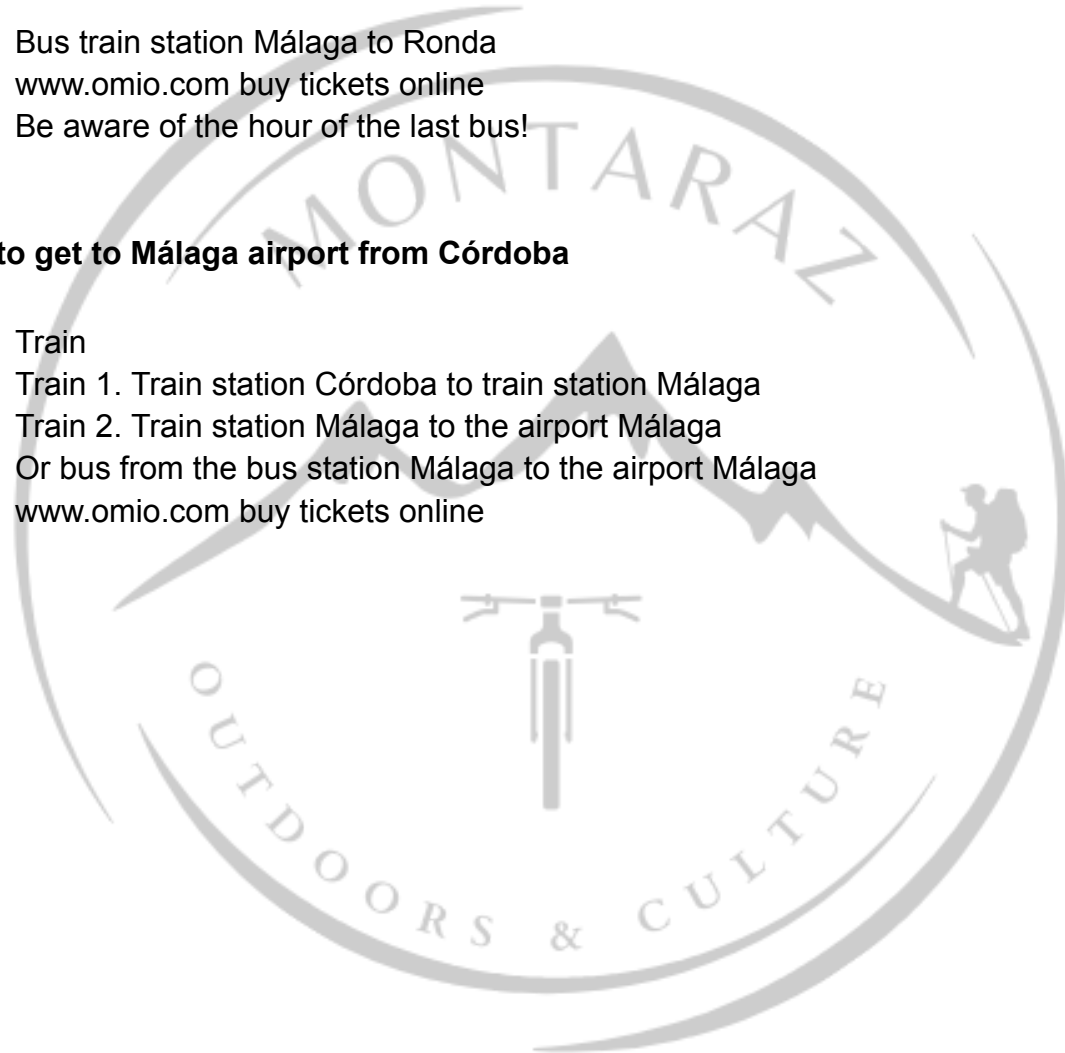 Bus train station Málaga to Ronda
www.omio.com buy tickets online
Be aware of the hour of the last bus!
MONTARAZ
to get to Málaga airport from Córdoba
Train
Train 1. Train station Córdoba to train station Málaga
Train 2. Train station Málaga to the airport Málaga
Or bus from the bus station Málaga to the airport Málaga
www.omio.com buy tickets online
OUTDOORS & CULTURE